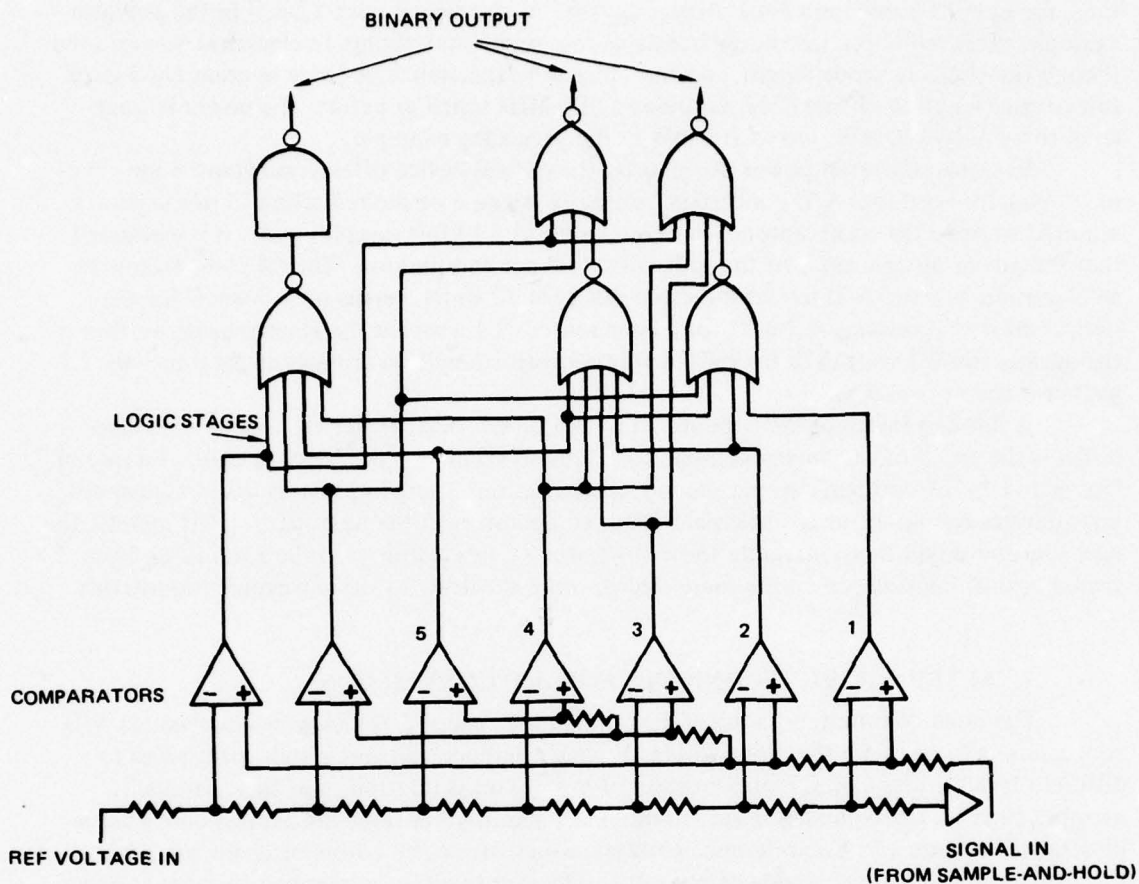 BINARY OUTPUT
LOGIC STAGES
5
4
3
2
1
COMPARATORS
- +
- +
- +
- +
- +
- +
- +
REF VOLTAGE IN
SIGNAL IN
(FROM SAMPLE-AND-HOLD)